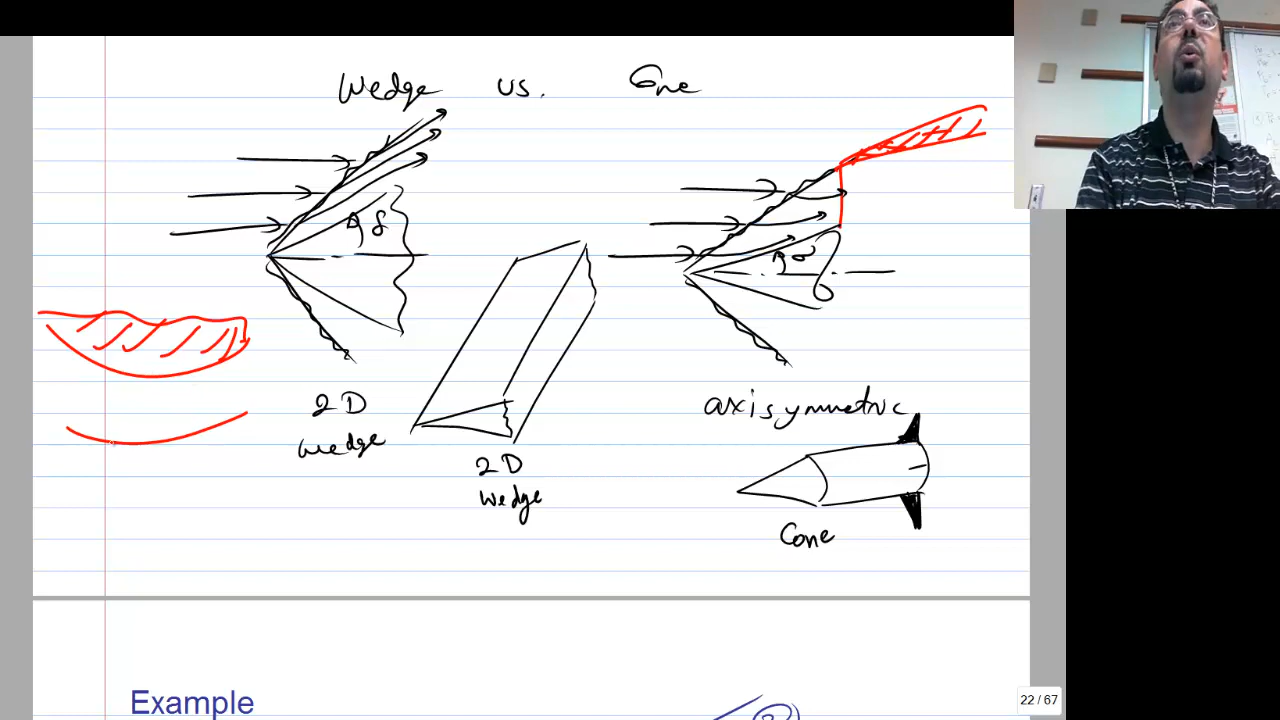 Wedge vs. Cone
δ
δ
2D
wedge
2D
wedge
axisymmetric
Cone
Example
22 / 67